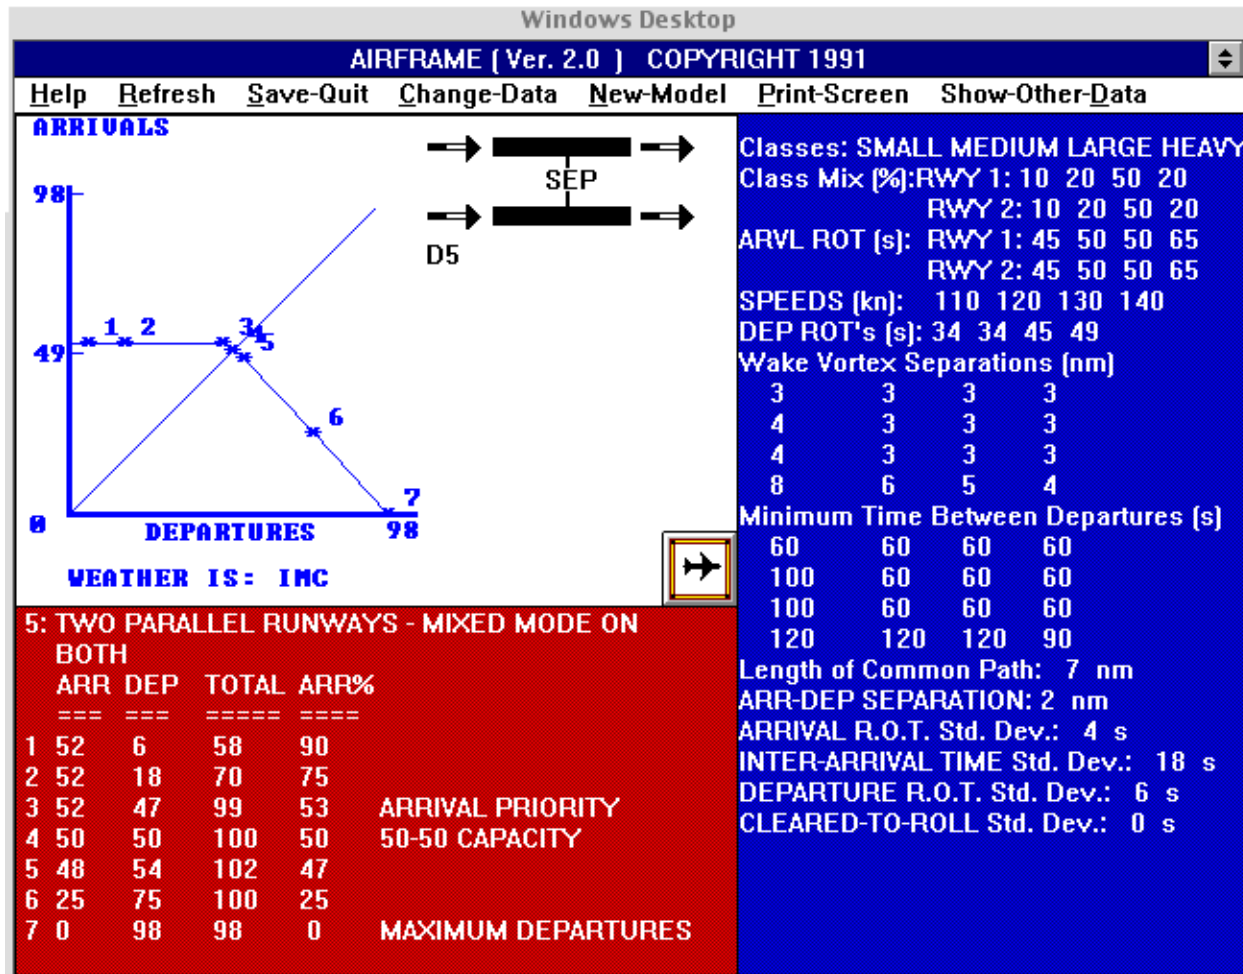 Windows Desktop
AIRFRAME ( Ver. 2.0 ) COPYRIGHT 1991
Help Refresh Save-Quit Change-Data New-Model Print-Screen Show-Other-Data
ARRIVALS
98
49
0
1
2
3
4
5
6
7
DEPARTURES
98
WEATHER IS: IMC
SEP
D5
Classes: SMALL MEDIUM LARGE HEAVY
Class Mix (%):RWY 1: 10 20 50 20
RWY 2: 10 20 50 20
ARVL ROT (s): RWY 1: 45 50 50 65
RWY 2: 45 50 50 65
SPEEDS (kn): 110 120 130 140
DEP ROT's (s): 34 34 45 49
Wake Vortex Separations (nm)
3 3 3 3
4 3 3 3
4 3 3 3
8 6 5 4
Minimum Time Between Departures (s)
60 60 60 60
100 60 60 60
100 60 60 60
120 120 120 90
Length of Common Path: 7 nm
ARR-DEP SEPARATION: 2 nm
ARRIVAL R.O.T. Std. Dev.: 4 s
INTER-ARRIVAL TIME Std. Dev.: 18 s
DEPARTURE R.O.T. Std. Dev.: 6 s
CLEARED-TO-ROLL Std. Dev.: 0 s
5: TWO PARALLEL RUNWAYS - MIXED MODE ON
BOTH
ARR DEP TOTAL ARR%
=== === ===== ====
1 52 6 58 90
2 52 18 70 75
3 52 47 99 53 ARRIVAL PRIORITY
4 50 50 100 50 50-50 CAPACITY
5 48 54 102 47
6 25 75 100 25
7 0 98 98 0 MAXIMUM DEPARTURES